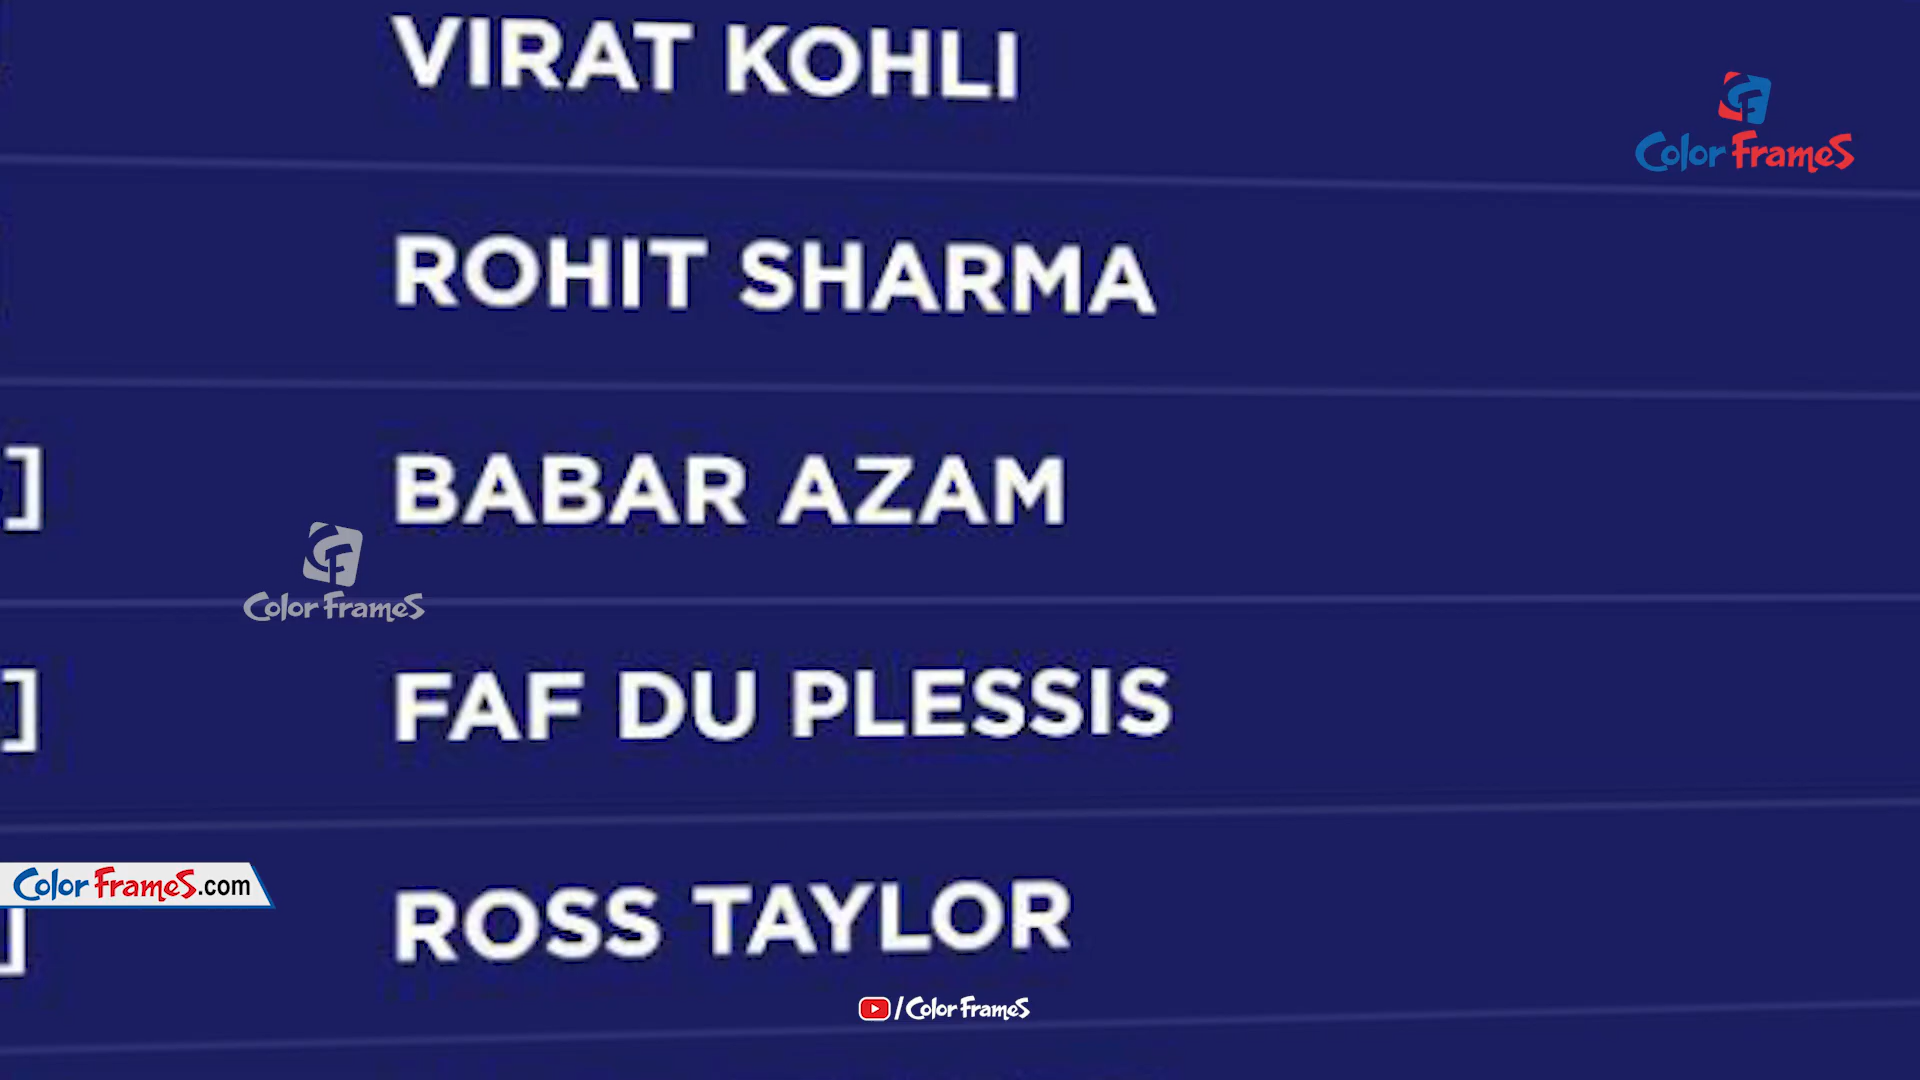 VIRAT KOHLI
Color FrameS
ROHIT SHARMA
]
BABAR AZAM
Color FrameS
]
FAF DU PLESSIS
Color FrameS.com
]
ROSS TAYLOR
/Color FrameS